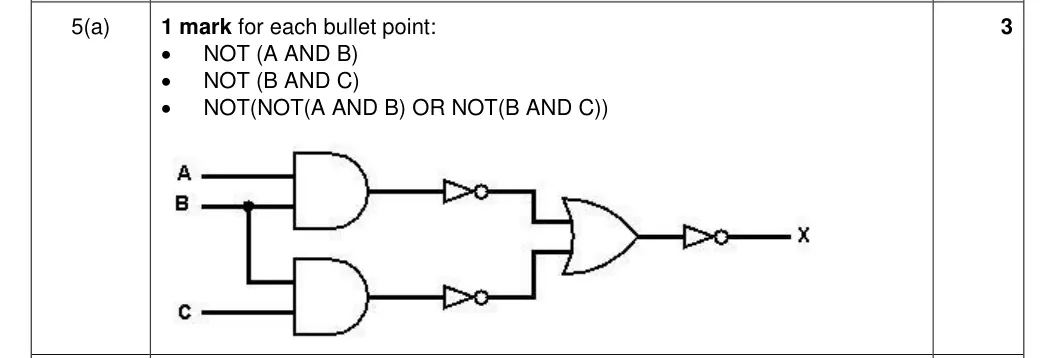 5(a)
1 mark for each bullet point:
3
• NOT (A AND B)
• NOT (B AND C)
• NOT(NOT(A AND B) OR NOT(B AND C))
A
B
X
C